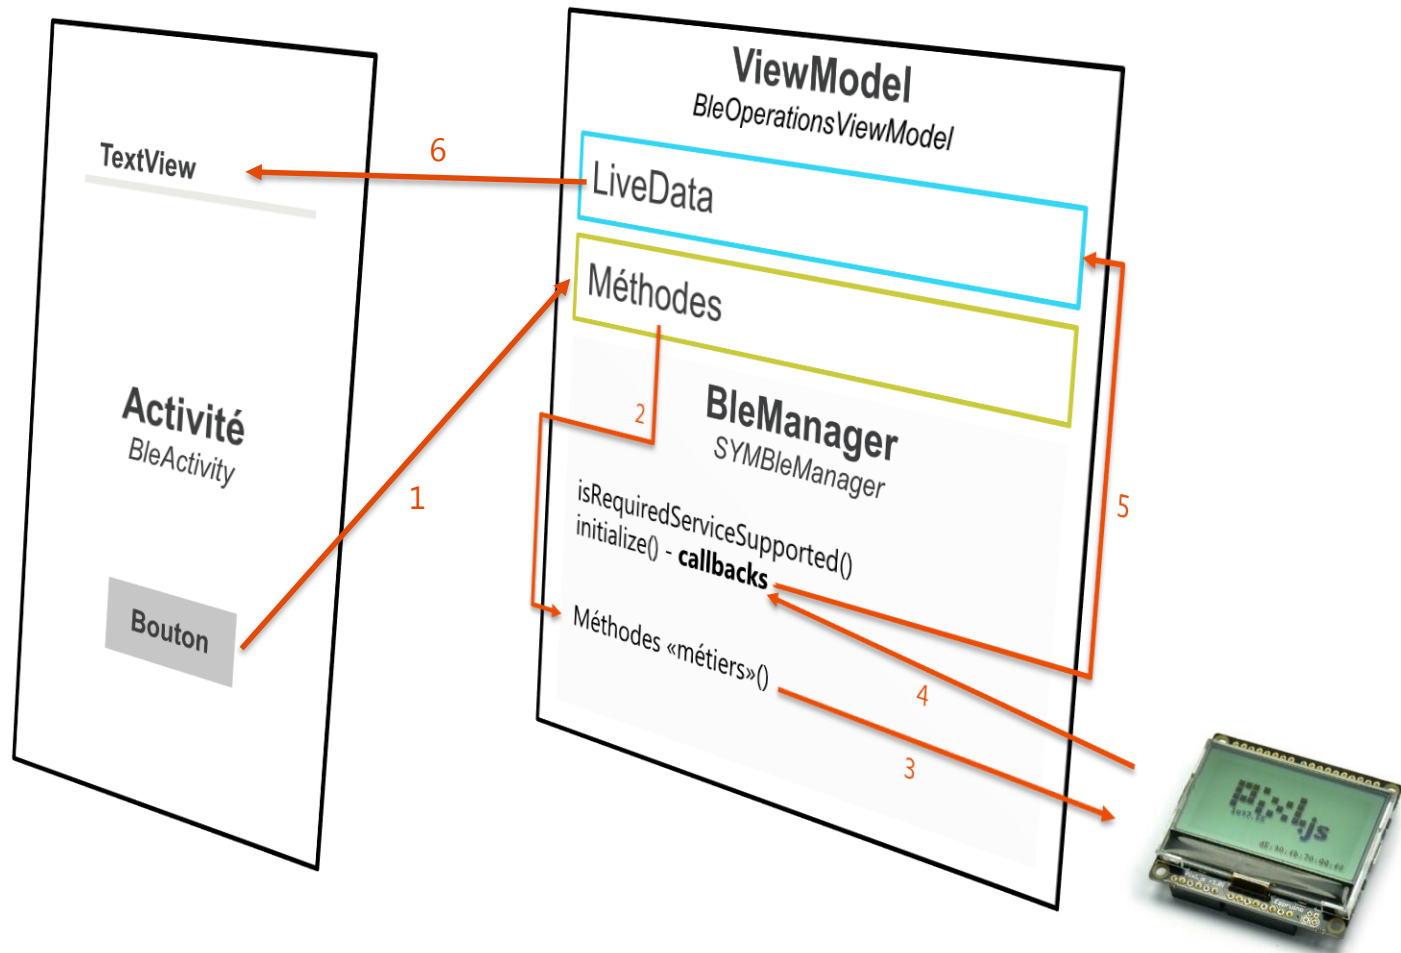 TextView
6
Activité
BleActivity
1
Bouton
ViewModel
BleOperationsViewModel
LiveData
Méthodes
2
BleManager
SYMBleManager
isRequiredServiceSupported()
initialize() - callbacks
Méthodes «métiers»()
5
4
3
Pixl.js